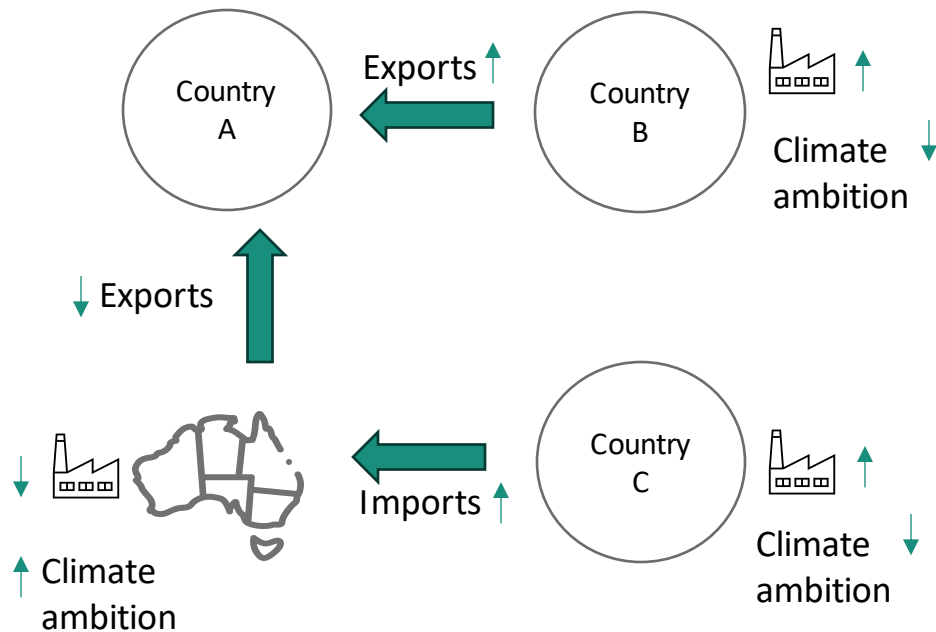 Country
A
Exports
Country
B
Climate
ambition
Exports
Country
C
Imports
Climate
ambition
Climate
ambition